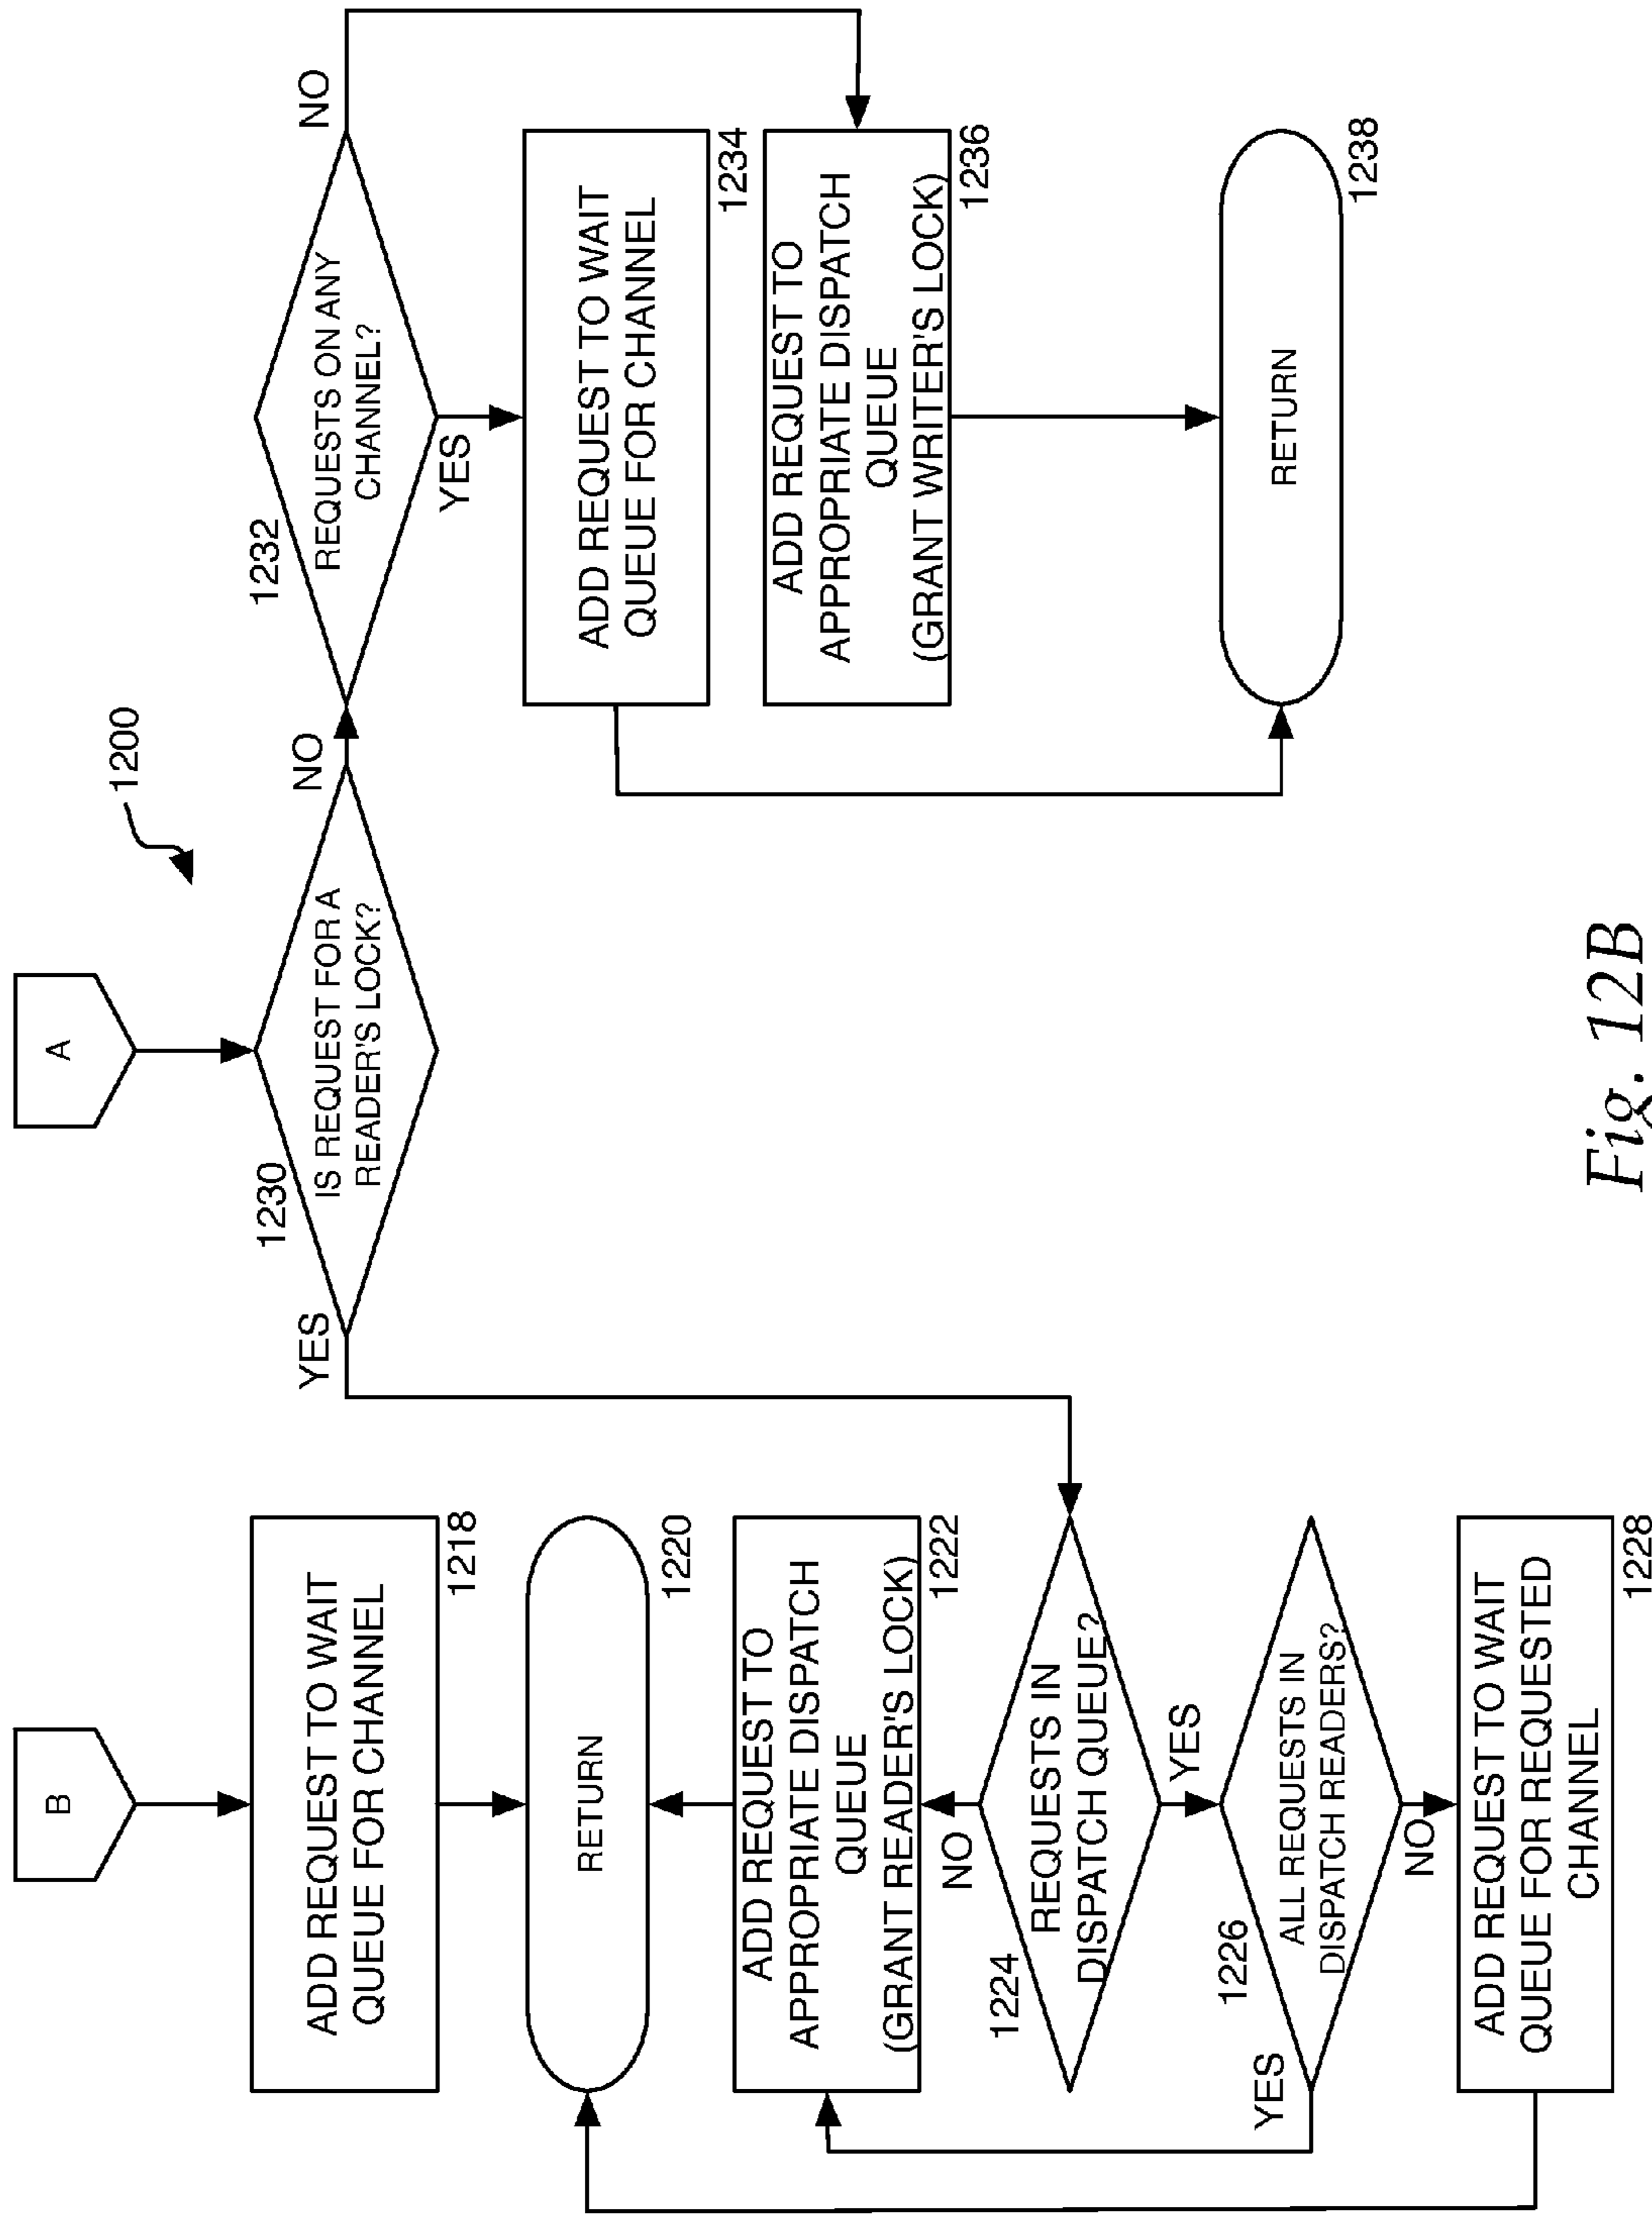 B
ADD REQUEST TO WAIT
QUEUE FOR CHANNEL
1218
RETURN
1220
ADD REQUEST TO
APPROPRIATE DISPATCH
QUEUE
(GRANT READER'S LOCK)
1222
NO
1224
REQUESTS IN
DISPATCH QUEUE?
YES
1226
ALL REQUESTS IN
DISPATCH READERS?
YES
NO
ADD REQUEST TO WAIT
QUEUE FOR REQUESTED
CHANNEL
1228
A
1200
1230
IS REQUEST FOR A
READER'S LOCK?
YES
NO
1232
REQUESTS ON ANY
CHANNEL?
NO
YES
ADD REQUEST TO WAIT
QUEUE FOR CHANNEL
1234
ADD REQUEST TO
APPROPRIATE DISPATCH
QUEUE
(GRANT WRITER'S LOCK)
1236
RETURN
1238
Fig. 12B